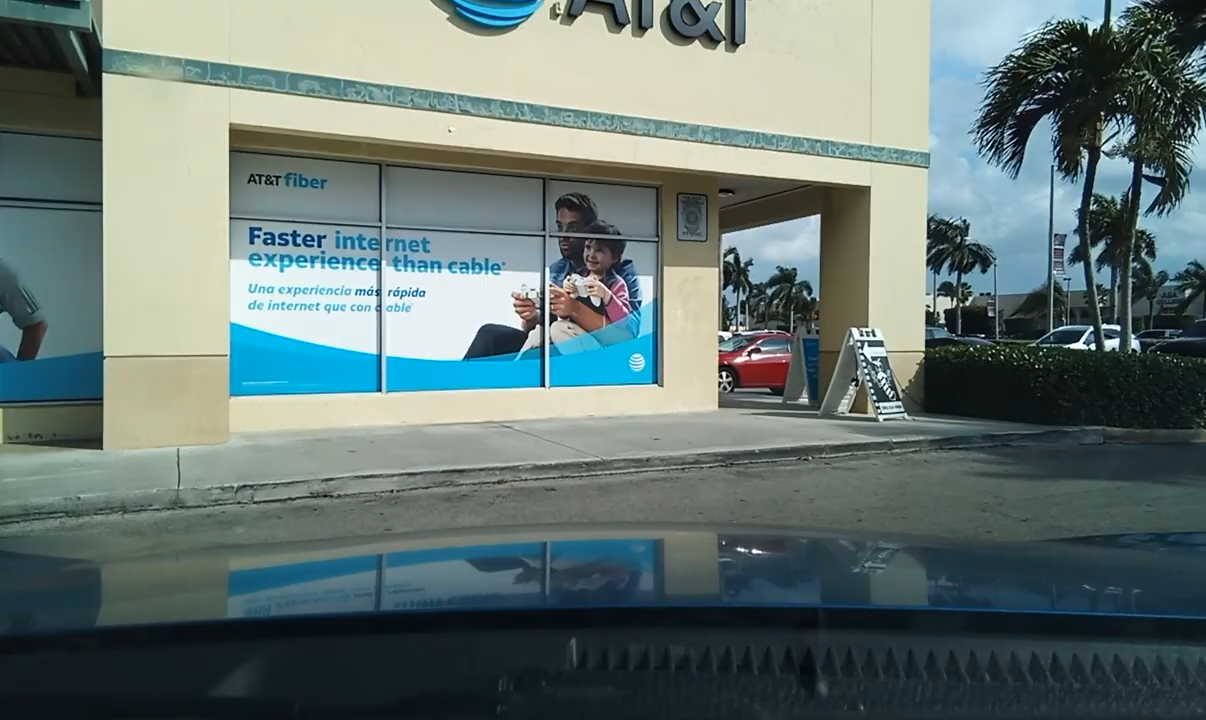 AT&T
AT&T fiber
Faster internet
experience than cable*
Una experiencia más rápida
de internet que con cable